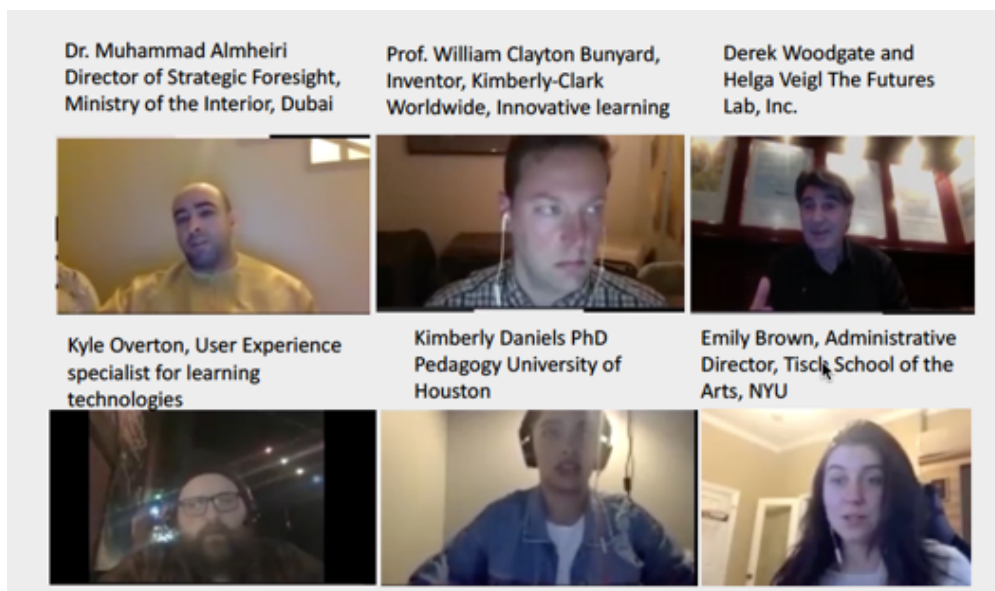 Dr. Muhammad Almheiri
Director of Strategic Foresight,
Ministry of the Interior, Dubai
Prof. William Clayton Bunyard,
Inventor, Kimberly-Clark
Worldwide, Innovative learning
Derek Woodgate and
Helga Veigl The Futures
Lab, Inc.
Kyle Overton, User Experience
specialist for learning
technologies
Kimberly Daniels PhD
Pedagogy University of
Houston
Emily Brown, Administrative
Director, Tisch School of the
Arts, NYU